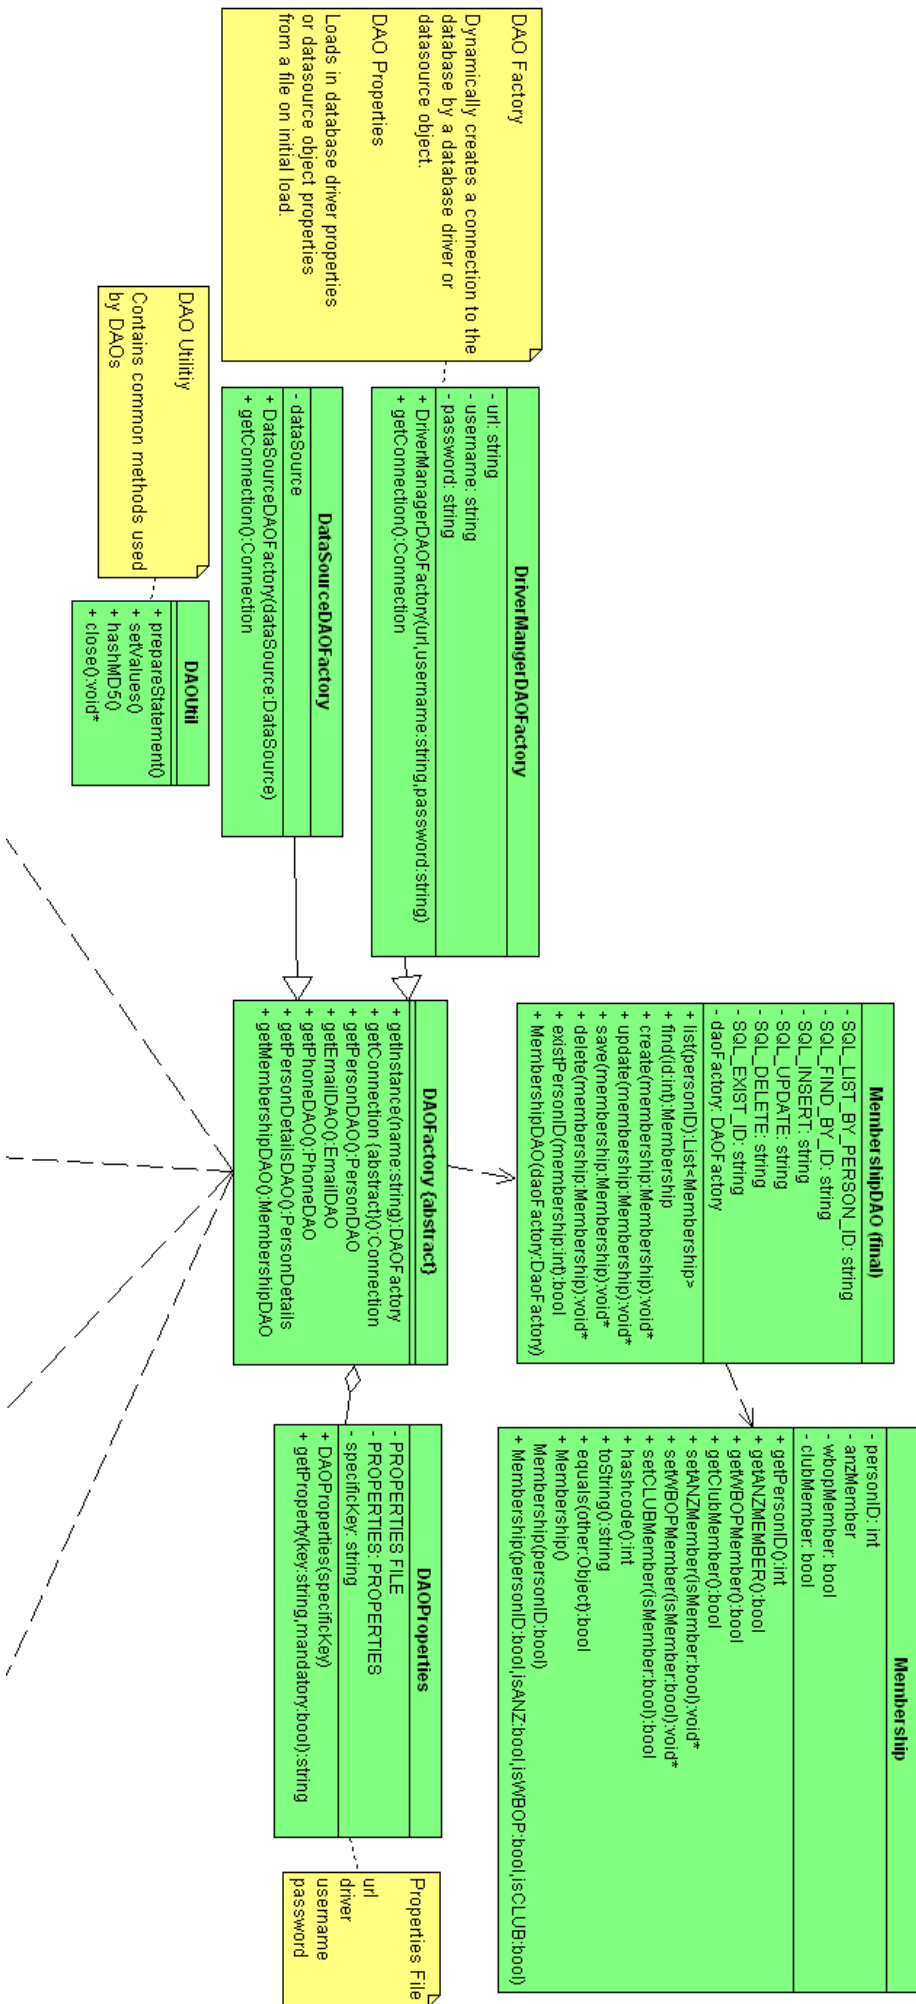 DAO Factory
Dynamically creates a connection to the
database by a database driver or
datasource object.
DAO Properties
Loads in database driver properties
or datasource object properties
from a file on initial load.
DAO Utilitiy
Contains common methods used
by DAOs
DriverMangerDAOFactory
- url: string
- username: string
- password: string
+ DriverManagerDAOFactory(url,username:string,password:string)
+ getConnection():Connection
DataSourceDAOFactory
- dataSource
+ DataSourceDAOFactory(dataSource:DataSource)
+ getConnection():Connection
DAOUtil
+ prepareStatement()
+ setValues()
+ hashMD5()
+ close():void*
MembershipDAO (final)
- SQL_LIST_BY_PERSON_ID: string
- SQL_FIND_BY_ID: string
- SQL_INSERT: string
- SQL_UPDATE: string
- SQL_DELETE: string
- SQL_EXIST_ID: string
- daoFactory: DAOFactory
+ list(personID):List<Membership>
+ find(id:int):Membership
+ create(membership:Membership):void*
+ update(membership:Membership):void*
+ save(membership:Membership):void*
+ delete(membership:Membership):void*
+ existPersonID(membership:int):bool
+ MembershipDAO(daoFactory:DaoFactory)
DAOFactory {abstract}
+ getInstance(name:string):DAOFactory
+ getConnection {abstract}():Connection
+ getPersonDAO():PersonDAO
+ getEmailDAO():EmailDAO
+ getPhoneDAO():PhoneDAO
+ getPersonDetailsDAO():PersonDetails
+ getMembershipDAO():MembershipDAO
Membership
- personID: int
- anzMember
- wbopMember: bool
- clubMember: bool
+ getPersonID():int
+ getANZMEMBER():bool
+ getWBOPMember():bool
+ getClubMember():bool
+ setANZMember(isMember:bool):void*
+ setWBOPMember(isMember:bool):void*
+ setCLUBMember(isMember:bool):bool
+ hashcode():int
+ toString():string
+ equals(other:Object):bool
+ Membership()
Membership(personID:bool)
+ Membership(personID:bool,isANZ:bool,isWBOP:bool,isCLUB:bool)
DAOProperties
- PROPERTIES FILE
- PROPERTIES: PROPERTIES
- specificKey: string
+ DAOProperties(specificKey)
+ getProperty(key:string,mandatory:bool):string
Properties File
url
driver
username
password